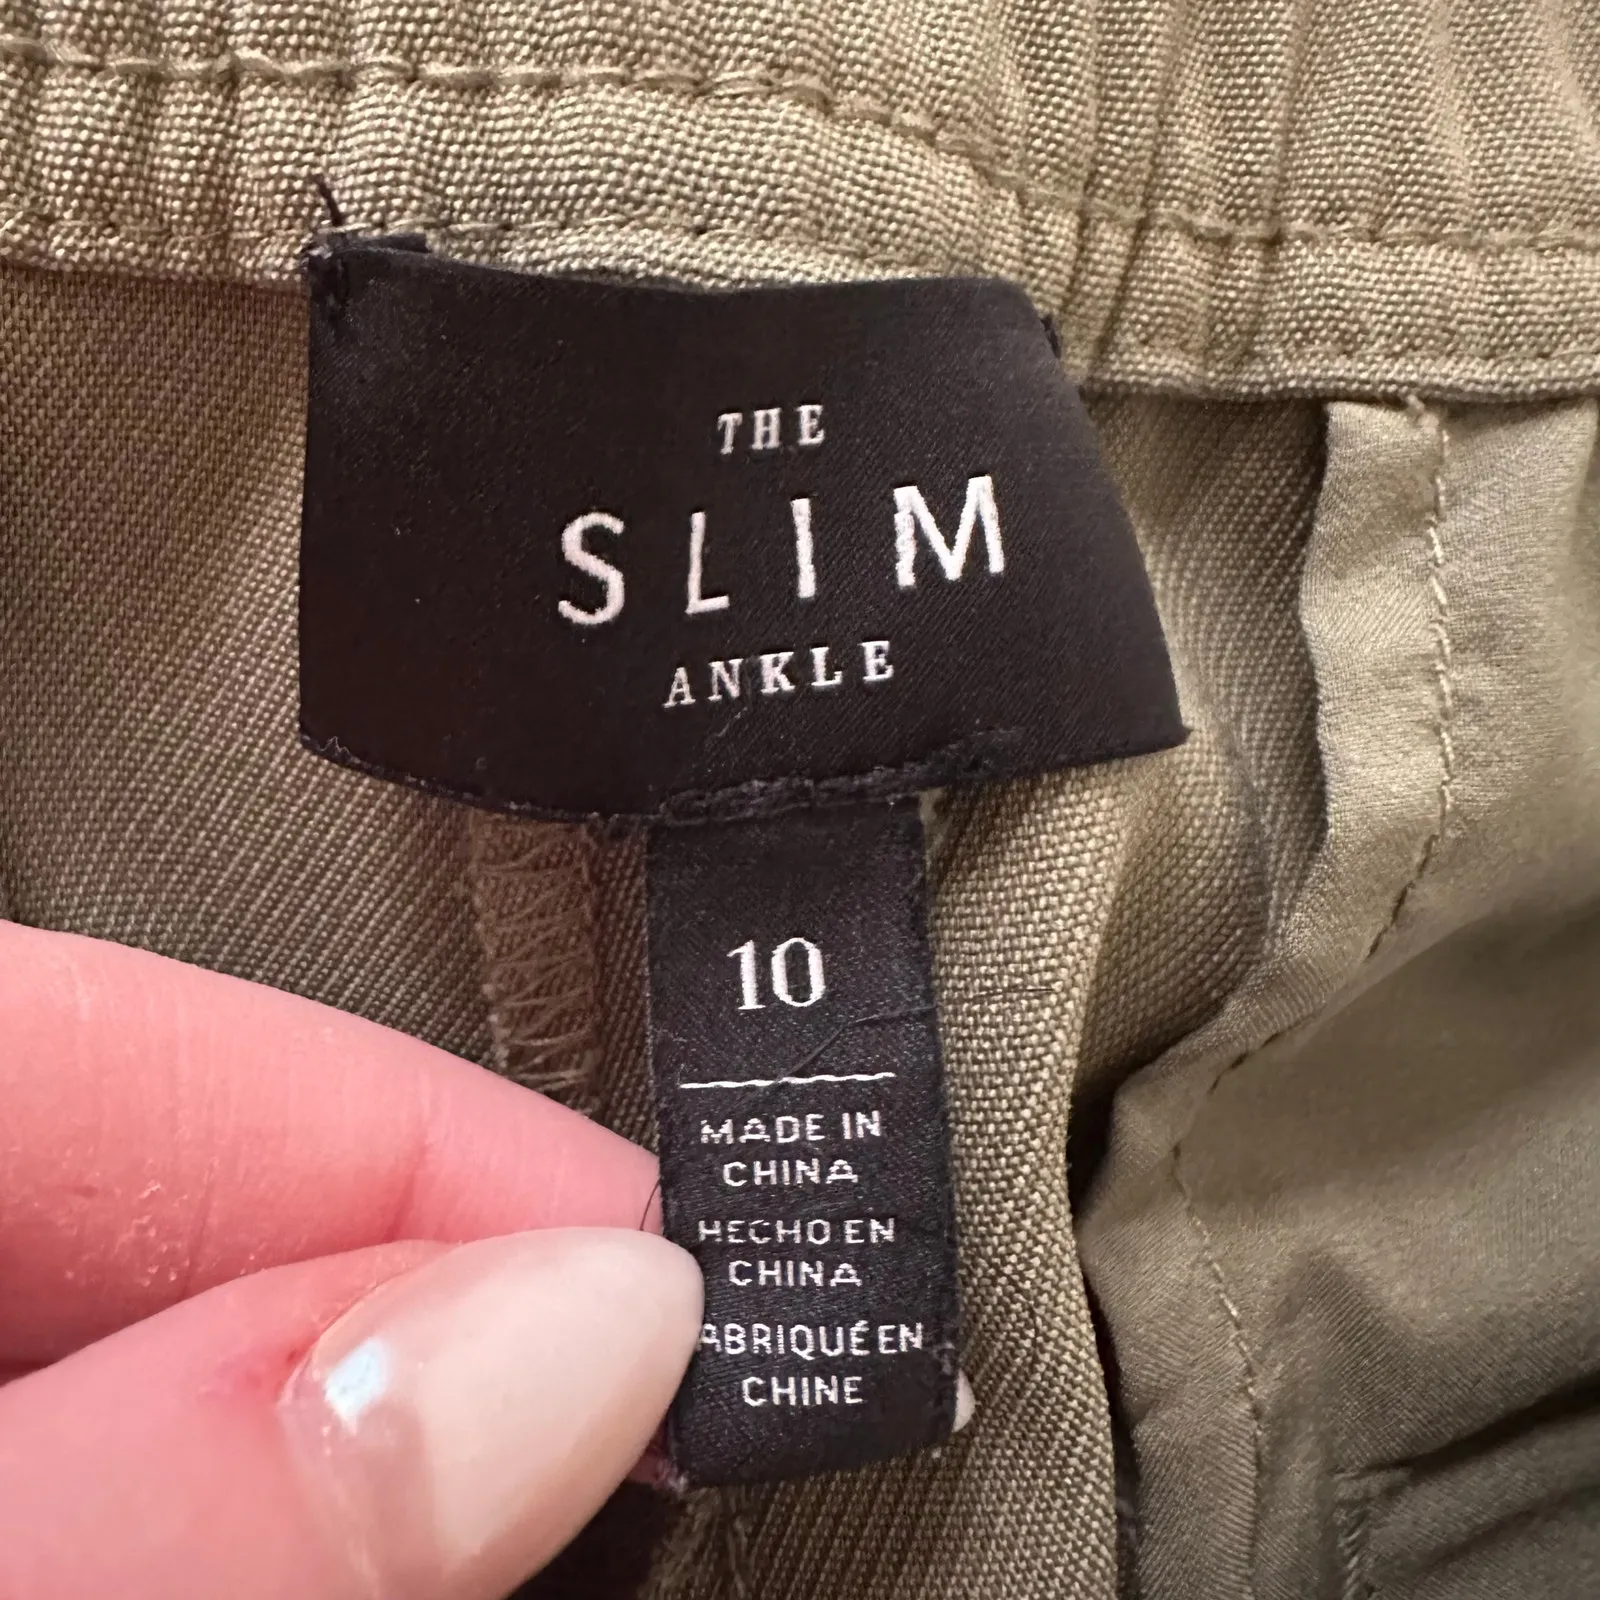 THE
SLIM
ANKLE
10
MADE IN
CHINA
HECHO EN
CHINA
ABRIQUÉ EN
CHINE